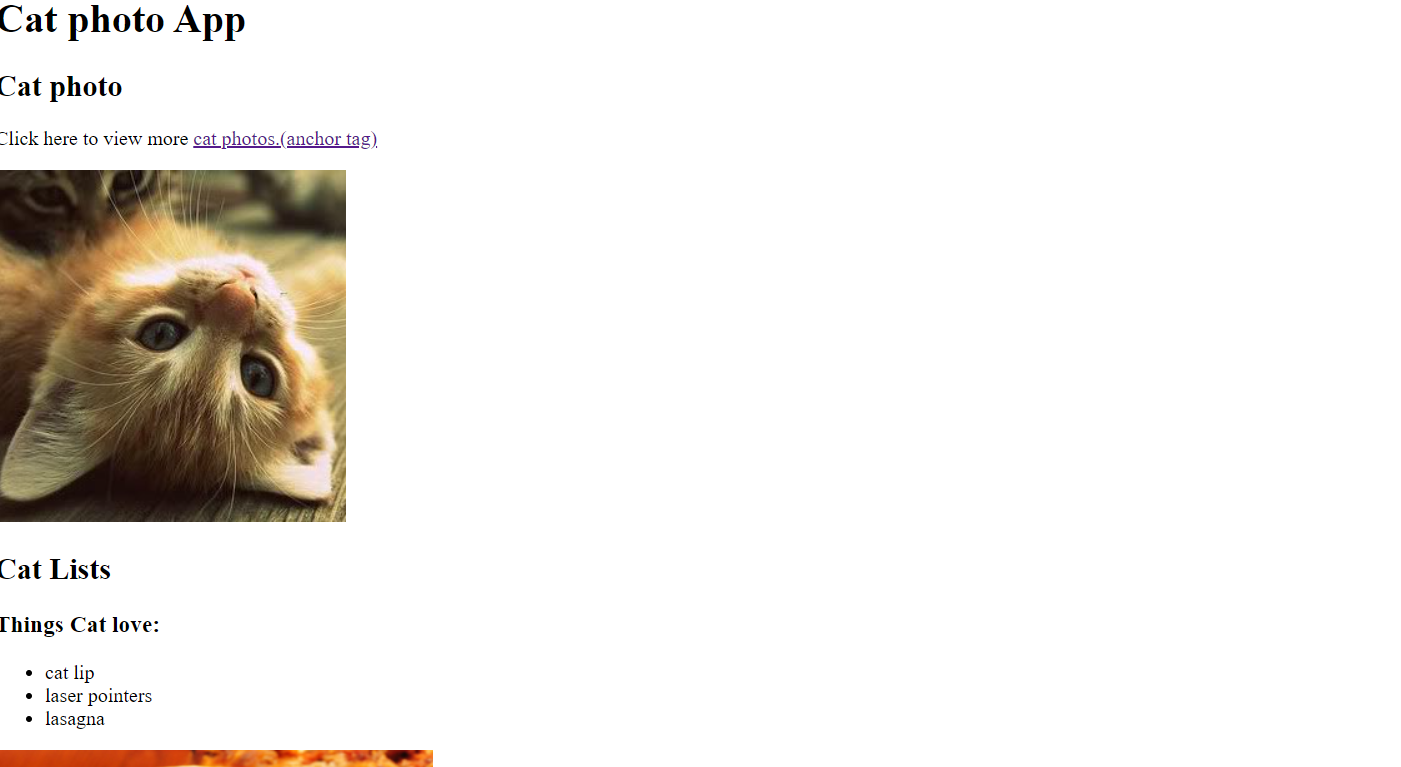 Cat photo App
Cat photo
Click here to view more cat photos.(anchor tag)
Cat Lists
Things Cat love:
cat lip
laser pointers
lasagna